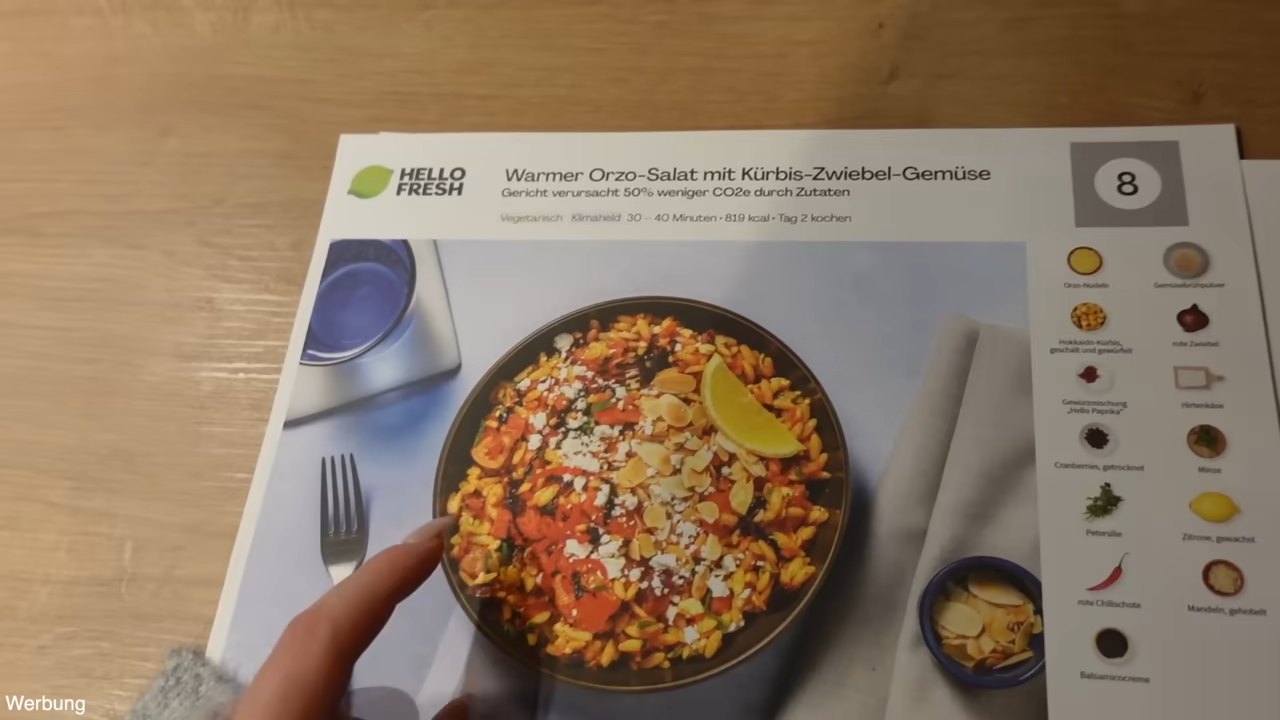 HELLO
FRESH
Warmer Orzo-Salat mit Kürbis-Zwiebel-Gemüse
Gericht verursacht 50% weniger CO2e durch Zutaten
Vegetarisch Klimaheld 30 – 40 Minuten • 819 kcal • Tag 2 kochen
8
Orzo-Nudeln
Gemüsebrühpulver
Hokkaido-Kürbis,
geschält und gewürfelt
rote Zwiebel
Gewürzmischung
„Hello Paprika“
Hirtenkäse
Cranberries, getrocknet
Minze
Petersilie
Zitrone, gewachst
rote Chilischote
Mandeln, gehobelt
Balsamicocreme
Werbung